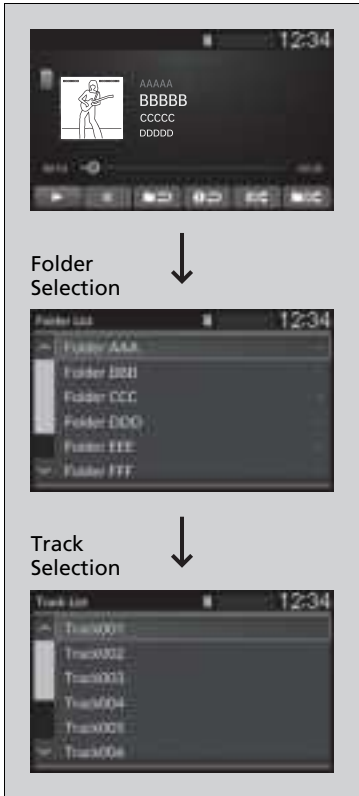 12:34
AAAAA
BBBBB
CCCCC
DDDDD
Folder
Selection
Folder List
12:34
Folder AAA
Folder BBB
Folder CCC
Folder DDD
Folder EEE
Folder FFF
Track
Selection
Track List
12:34
Track001
Track002
Track003
Track004
Track005
Track006